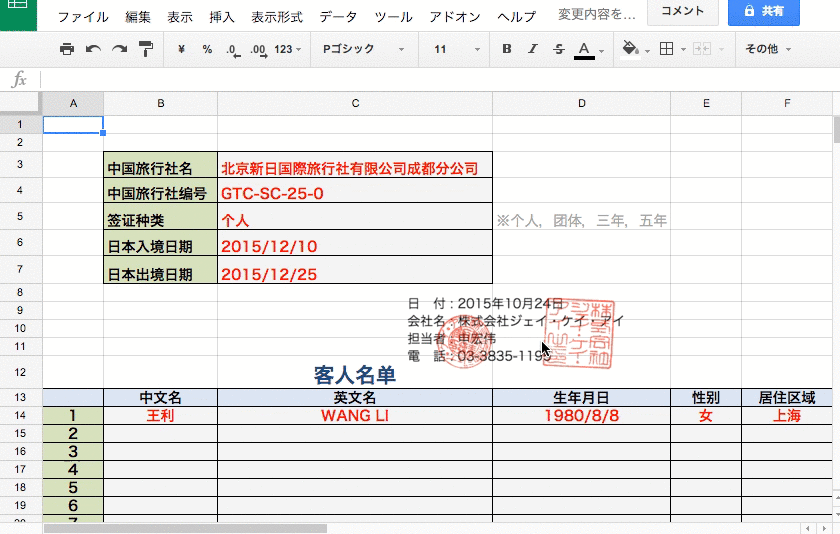 ファイル 編集 表示 挿入 表示形式 データ ツール アドオン ヘルプ 変更内容を... コメント 共有
¥ % .0 .00 123 Pゴシック 11 B I S A その他
fx
A B C D E F
1
2
3 中国旅行社名 北京新日国際旅行社有限公司成都分公司
4 中国旅行社编号 GTC-SC-25-0
5 签证种类 个人 ※个人，团体，三年，五年
6 日本入境日期 2015/12/10
7 日本出境日期 2015/12/25
8
日 付 : 2015年10月24日
9
会社名 : 株式会社ジェイ・ケイ・アイ
10
担当者 : 申宏伟
11
電 話 : 03-3835-119
12 客人名单
13 中文名 英文名 生年月日 性别 居住区域
14 1 王利 WANG LI 1980/8/8 女 上海
15 2
16 3
17 4
18 5
19 6